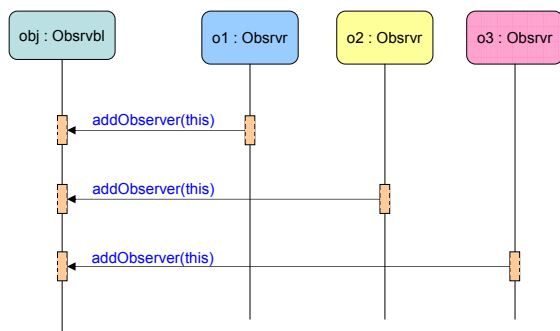 obj : Obsrvbl
o1 : Obsrvr
o2 : Obsrvr
o3 : Obsrvr
addObserver(this)
addObserver(this)
addObserver(this)